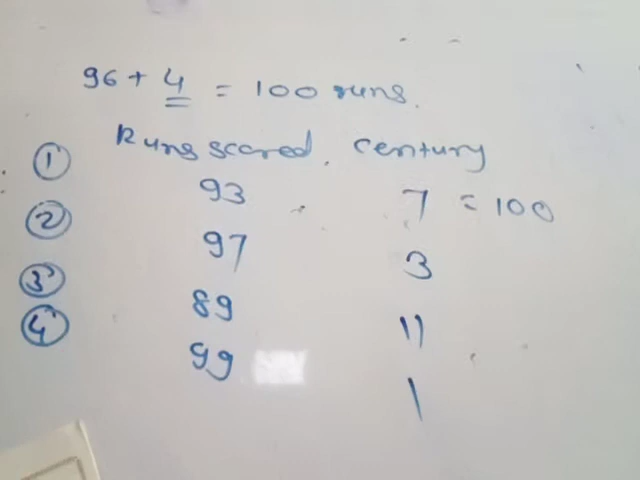 96 + 4 = 100 runs.
Runs scored. century
① 93 7 = 100
② 97 3
③ 89 11
④ 99 1